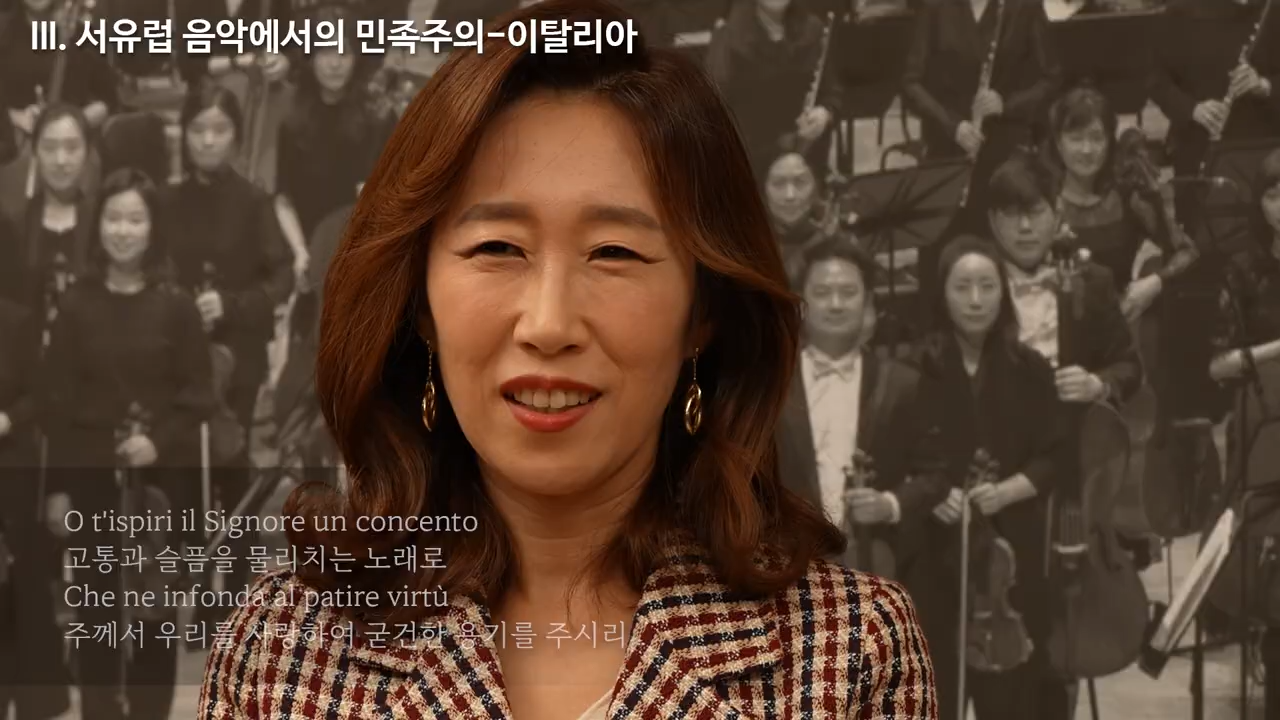 III. 서유럽 음악에서의 민족주의-이탈리아
O t'ispiri il Signore un concento
고통과 슬픔을 물리치는 노래로
Che ne infonda al patire virtù
주께서 우리를 사랑하여 굳건한 용기를 주시리